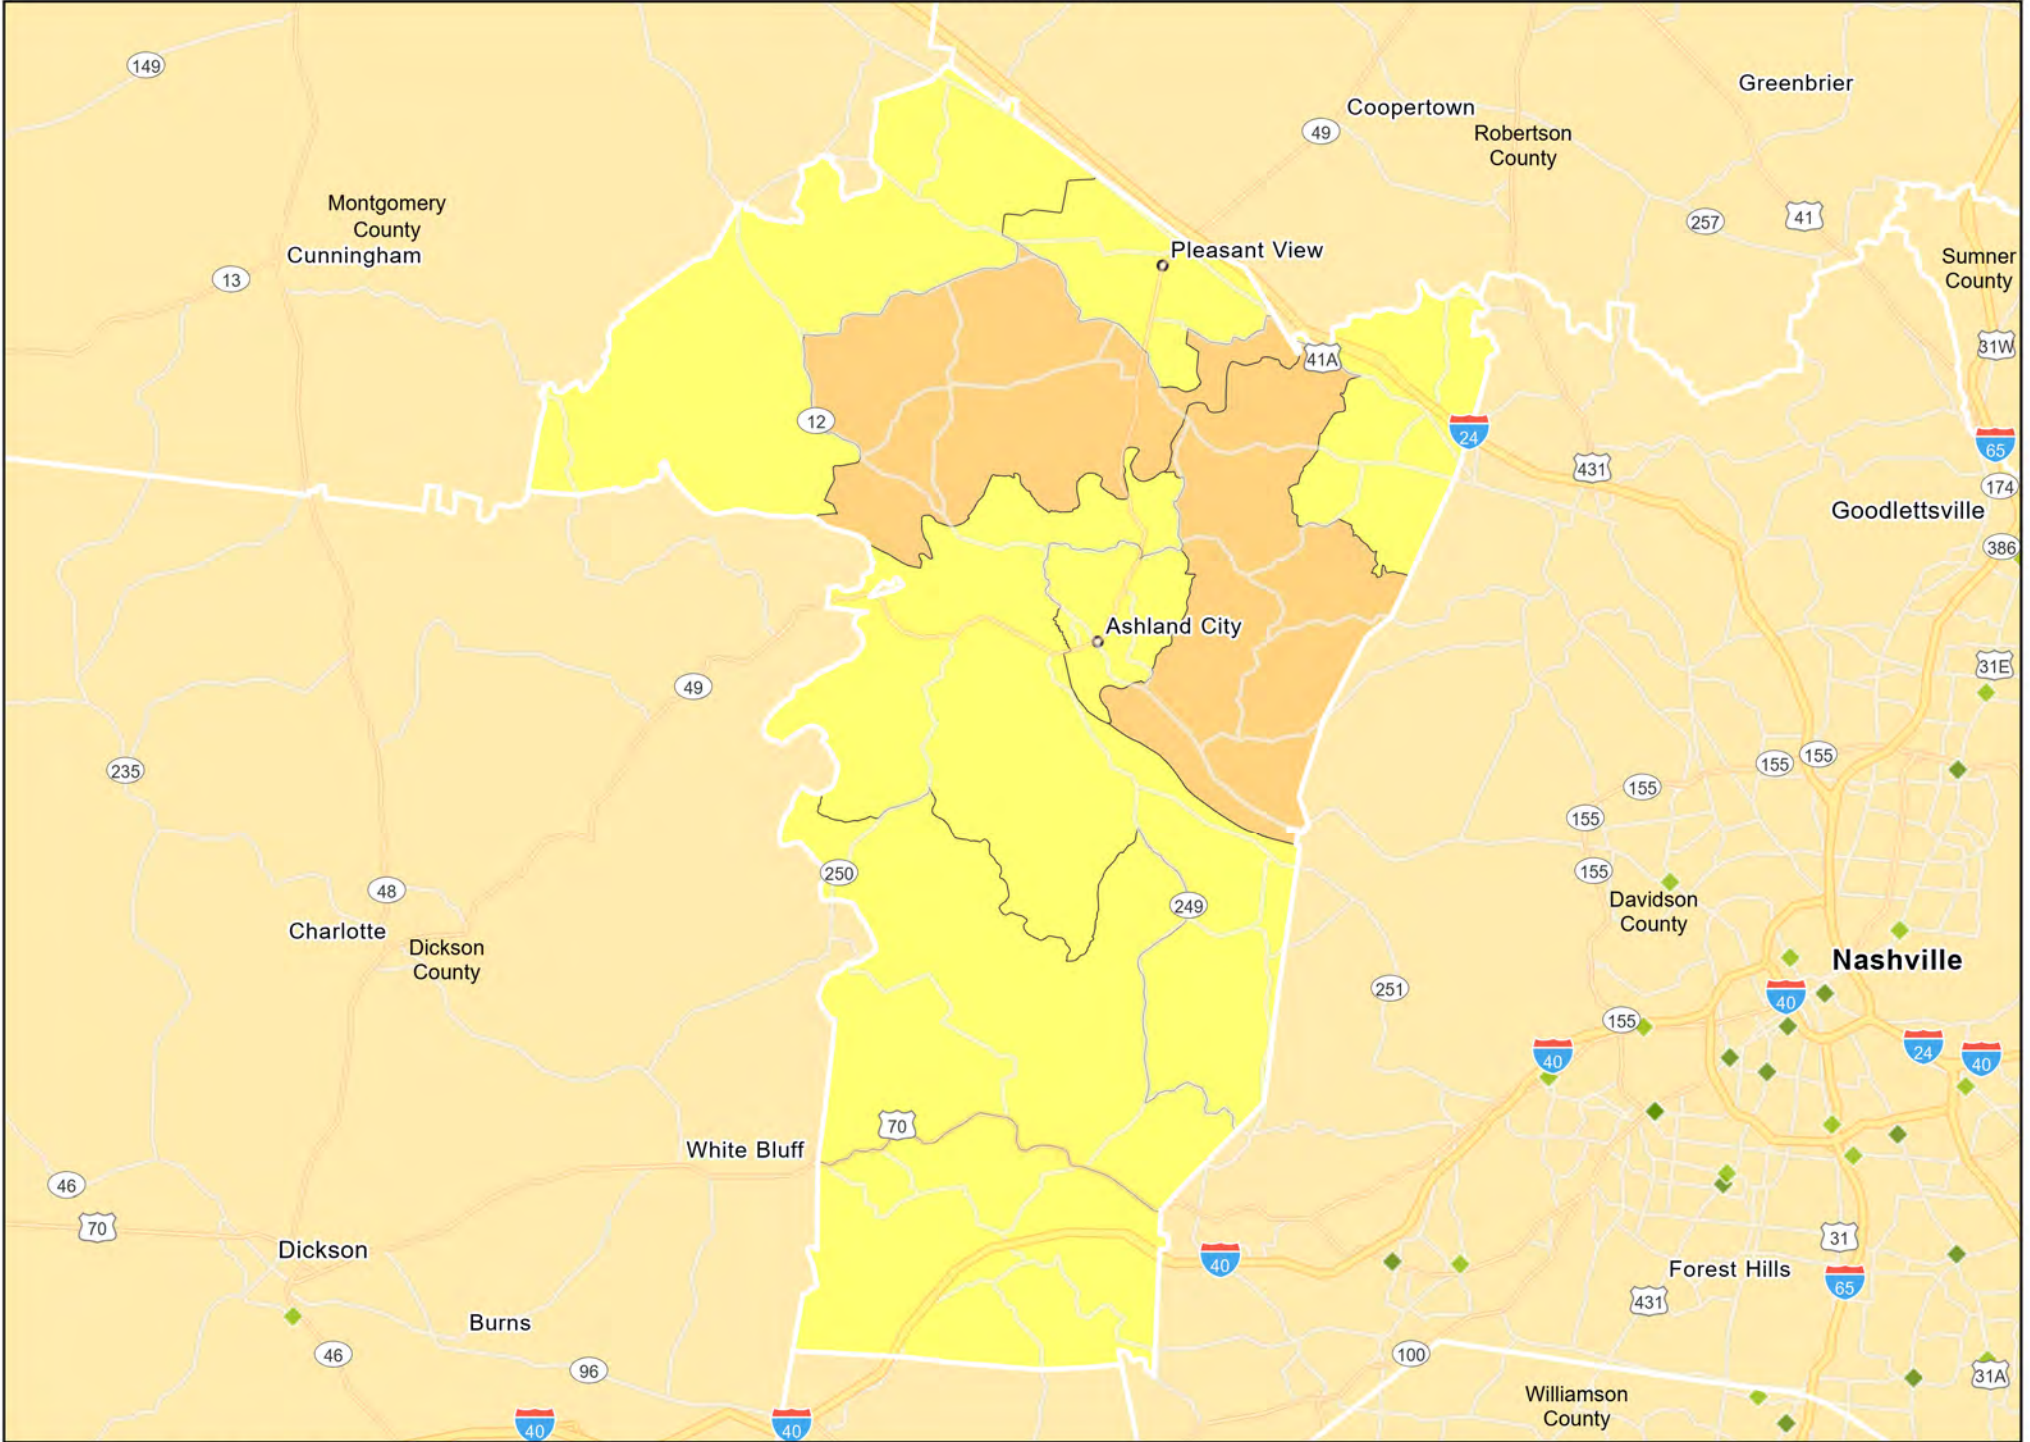 149
Greenbrier
Coopertown
49
Robertson
County
Montgomery
County
257
41
Cunningham
Pleasant View
Sumner
County
13
31W
41A
12
24
65
431
174
Goodlettsville
386
Ashland City
31E
49
235
155
155
155
155
250
155
48
249
Davidson
County
Charlotte
Dickson
County
Nashville
251
40
155
40
24
40
70
White Bluff
46
70
31
Dickson
40
Forest Hills
65
431
Burns
46
100
96
31A
Williamson
County
40
40